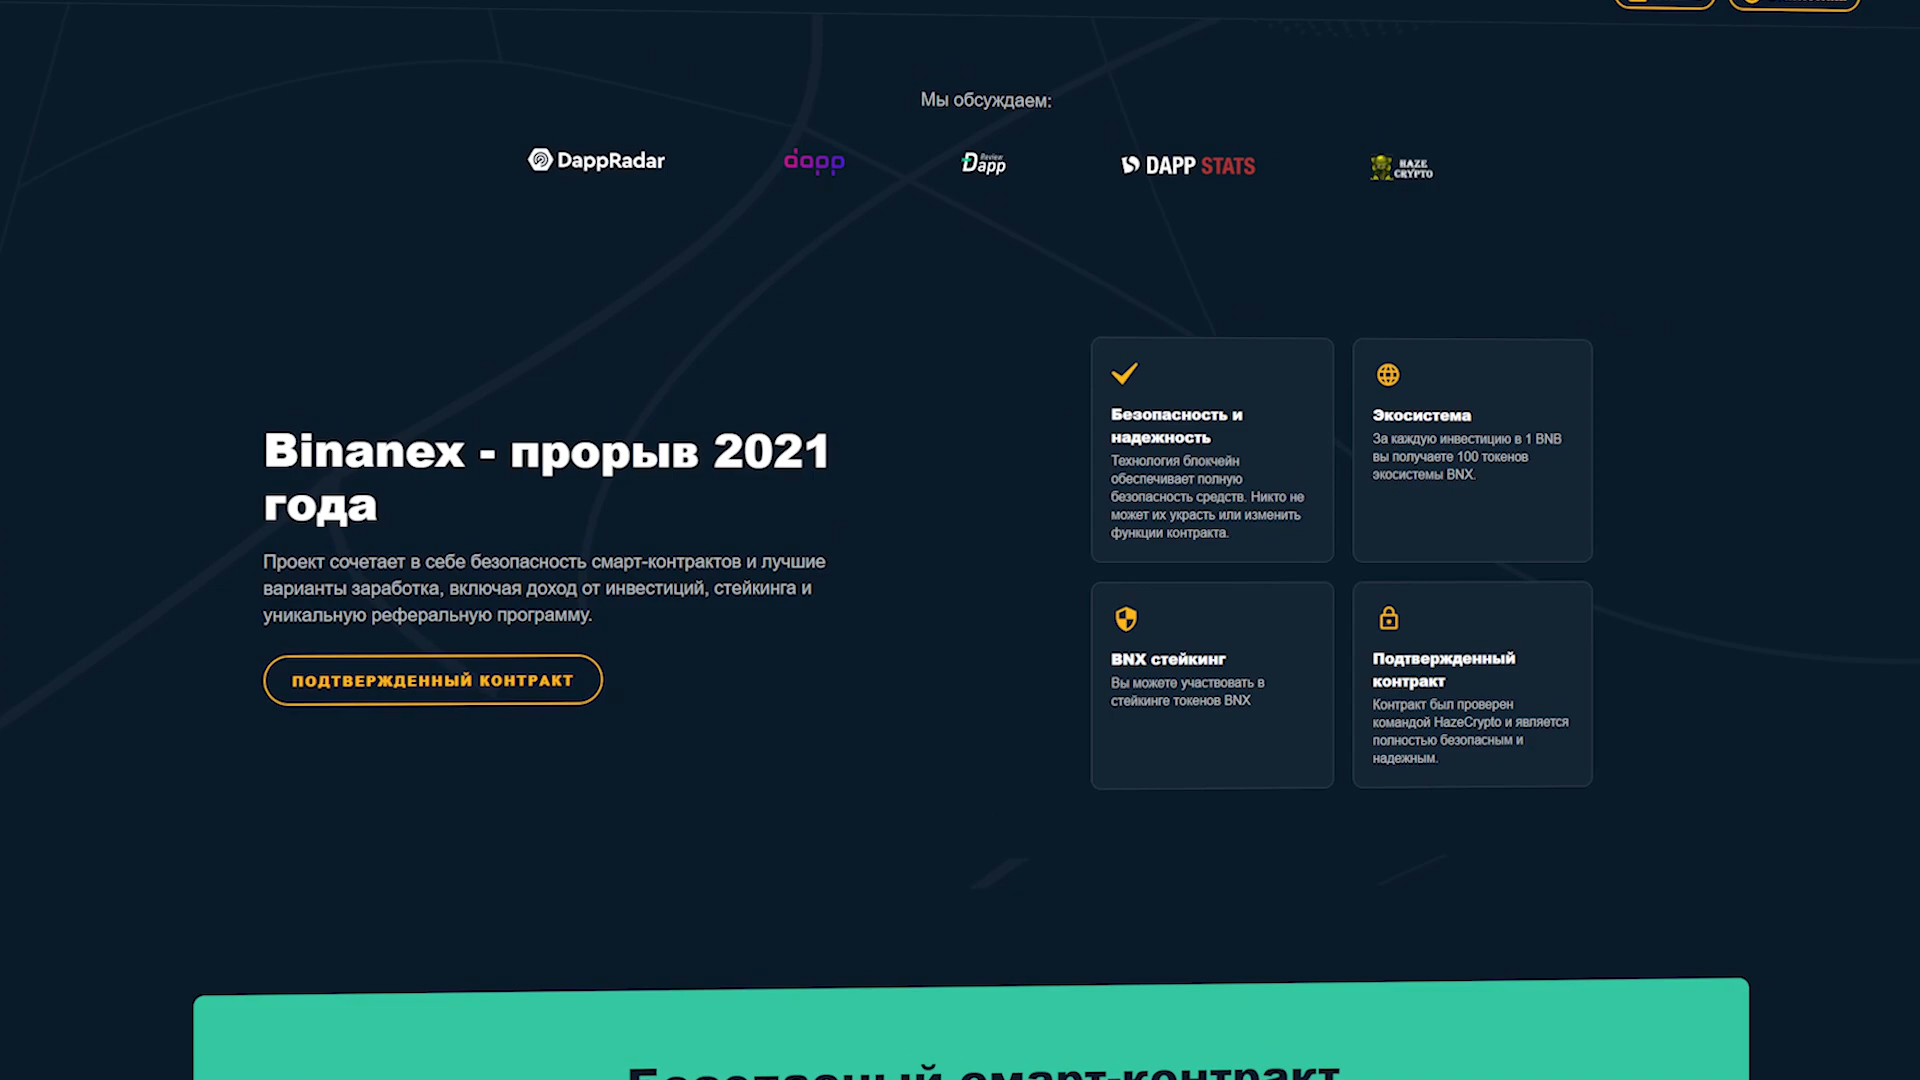 Мы обсуждаем:
DappRadar
dapp
Dapp Review
DAPP STATS
HAZE CRYPTO
Binanex - прорыв 2021
года
Проект сочетает в себе безопасность смарт-контрактов и лучшие
варианты заработка, включая доход от инвестиций, стейкинга и
уникальную реферальную программу.
ПОДТВЕРЖДЕННЫЙ КОНТРАКТ
Безопасность и
надежность
Технология блокчейн
обеспечивает полную
безопасность средств. Никто не
может их украсть или изменить
функции контракта.
Экосистема
За каждую инвестицию в 1 BNB
вы получаете 100 токенов
экосистемы BNX.
BNX стейкинг
Вы можете участвовать в
стейкинге токенов BNX
Подтвержденный
контракт
Контракт был проверен
командой HazeCrypto и является
полностью безопасным и
надежным.
Безопасный смарт-контракт